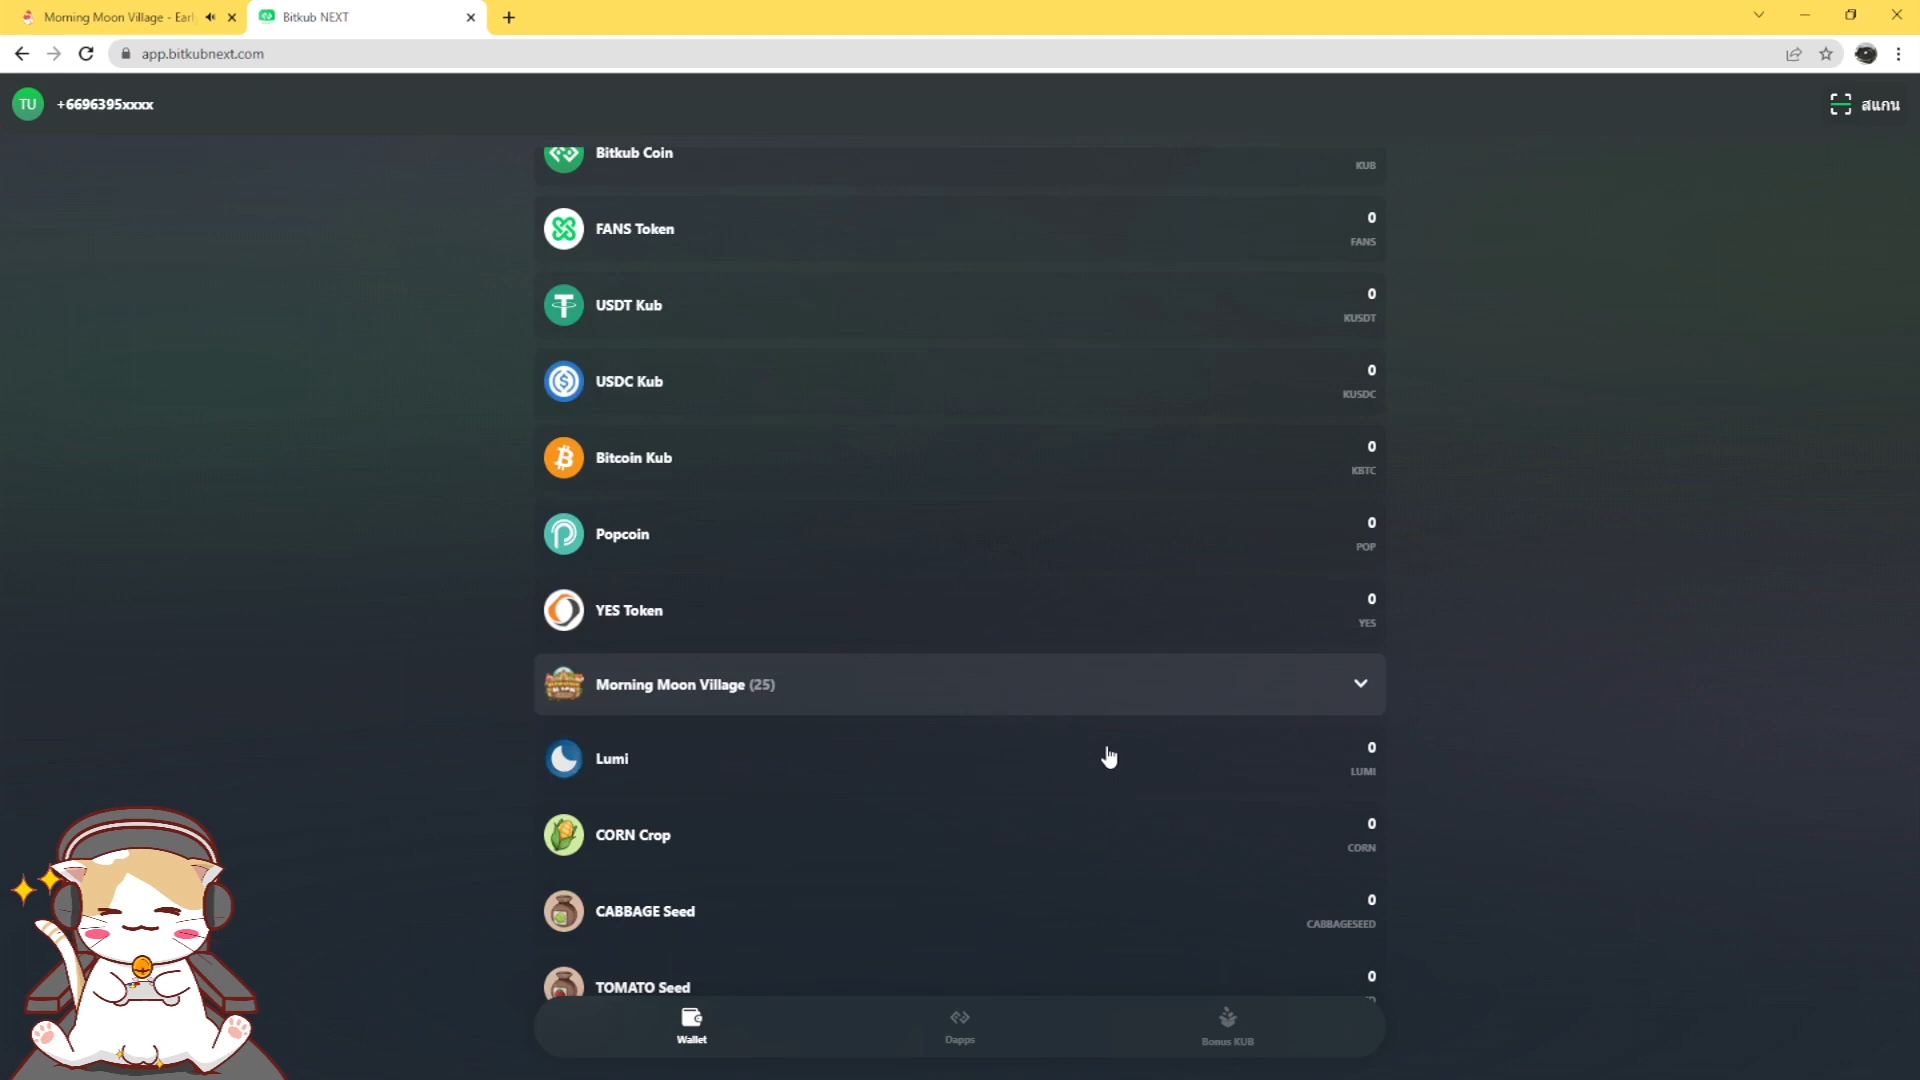 Morning Moon Village - Earl
Bitkub NEXT
app.bitkubnext.com
TU
+6696395xxxx
สแกน
Bitkub Coin
KUB
FANS Token
0
FANS
USDT Kub
0
KUSDT
USDC Kub
0
KUSDC
Bitcoin Kub
0
KBTC
Popcoin
0
POP
YES Token
0
YES
Morning Moon Village (25)
Lumi
0
LUMI
CORN Crop
0
CORN
CABBAGE Seed
0
CABBAGESEED
TOMATO Seed
0
Wallet
Dapps
Bonus KUB